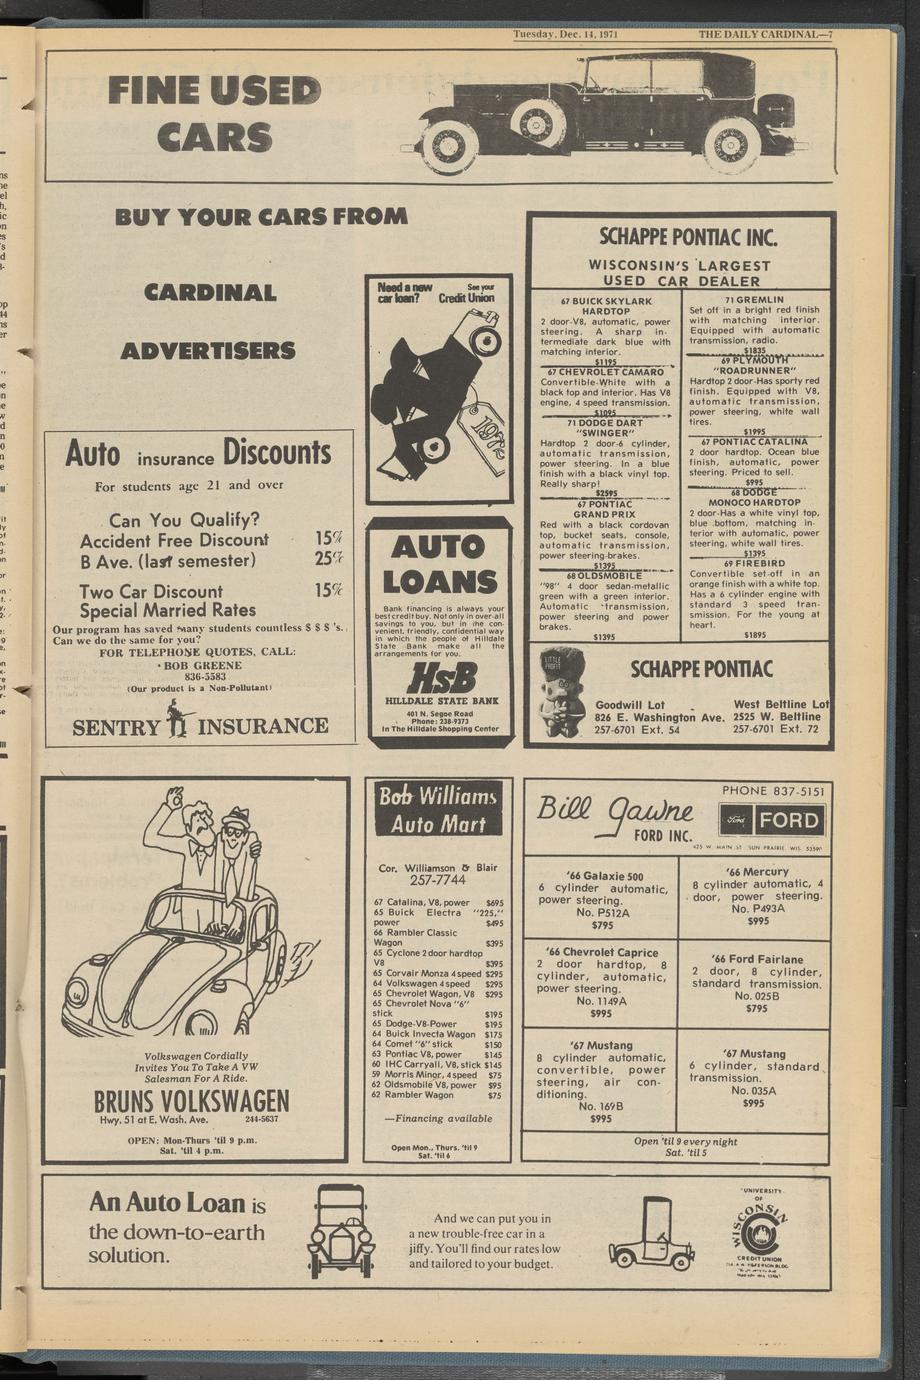 Tuesday, Dec. 14, 1971
THE DAILY CARDINAL—7
FINE USED
CARS
BUY YOUR CARS FROM
CARDINAL
ADVERTISERS
Auto insurance Discounts
For students age 21 and over
Can You Qualify?
Accident Free Discount 15%
B Ave. (last semester) 25%
Two Car Discount 15%
Special Married Rates
Our program has saved many students countless $ $ $ 's.
Can we do the same for you?
FOR TELEPHONE QUOTES, CALL:
BOB GREENE
836-5583
(Our product is a Non-Pollutant)
SENTRY INSURANCE
Need a new
car loan?
See your
Credit Union
1972
AUTO
LOANS
Bank financing is always your
best credit buy. Not only in over-all
savings to you, but in the con-
venient, friendly, confidential way
in which the people of Hilldale
State Bank make all the
arrangements for you.
HSB
HILLDALE STATE BANK
401 N. Segoe Road
Phone: 238-9373
In The Hilldale Shopping Center
SCHAPPE PONTIAC INC.
WISCONSIN'S LARGEST
USED CAR DEALER
67 BUICK SKYLARK
HARDTOP
2 door-V8, automatic, power
steering. A sharp in-
termediate dark blue with
matching interior.
$1195
67 CHEVROLET CAMARO
Convertible-White with a
black top and interior. Has V8
engine, 4 speed transmission.
$1095
71 DODGE DART
"SWINGER"
Hardtop 2 door-6 cylinder,
automatic transmission,
power steering. In a blue
finish with a black vinyl top.
Really sharp!
$2595
67 PONTIAC
GRAND PRIX
Red with a black cordovan
top, bucket seats, console,
automatic transmission,
power steering-brakes.
$1395
68 OLDSMOBILE
"98" 4 door sedan-metallic
green with a green interior.
Automatic transmission,
power steering and power
brakes.
$1395
71 GREMLIN
Set off in a bright red finish
with matching interior.
Equipped with automatic
transmission, radio.
$1835
69 PLYMOUTH
"ROADRUNNER"
Hardtop 2 door-Has sporty red
finish. Equipped with V8,
automatic transmission,
power steering, white wall
tires.
$1995
67 PONTIAC CATALINA
2 door hardtop. Ocean blue
finish, automatic, power
steering. Priced to sell.
$995
68 DODGE
MONOCO HARDTOP
2 door-Has a white vinyl top,
blue bottom, matching in-
terior with automatic, power
steering, white wall tires.
$1395
69 FIREBIRD
Convertible set-off in an
orange finish with a white top.
Has a 6 cylinder engine with
standard 3 speed tran-
smission. For the young at
heart.
$1895
LITTLE
PROFIT
SCHAPPE PONTIAC
Goodwill Lot
826 E. Washington Ave.
257-6701 Ext. 54
West Beltline Lot
2525 W. Beltline
257-6701 Ext. 72
Volkswagen Cordially
Invites You To Take A VW
Salesman For A Ride.
BRUNS VOLKSWAGEN
Hwy. 51 at E. Wash. Ave. 244-5637
OPEN: Mon-Thurs 'til 9 p.m.
Sat. 'til 4 p.m.
Bob Williams
Auto Mart
Cor. Williamson & Blair
257-7744
67 Catalina, V8, power $695
65 Buick Electra "225,"
power $495
66 Rambler Classic
Wagon $395
65 Cyclone 2 door hardtop
V8 $395
65 Corvair Monza 4 speed $295
64 Volkswagen 4 speed $295
65 Chevrolet Wagon, V8 $295
65 Chevrolet Nova "6"
stick $195
65 Dodge-V8-Power $195
64 Buick Invecta Wagon $175
64 Comet "6" stick $150
63 Pontiac V8, power $145
60 IHC Carryall, V8, stick $145
59 Morris Minor, 4 speed $75
62 Oldsmobile V8, power $95
62 Rambler Wagon $75
—Financing available
Open Mon., Thurs. 'til 9
Sat. 'til 6
PHONE 837-5151
Bill Gawne
FORD INC.
Ford FORD
425 W. MAIN ST SUN PRAIRIE, WIS. 53590
'66 Galaxie 500
6 cylinder automatic,
power steering.
No. P512A
$795
'66 Mercury
8 cylinder automatic, 4
door, power steering.
No. P493A
$995
'66 Chevrolet Caprice
2 door hardtop, 8
cylinder, automatic,
power steering.
No. 1149A
$995
'66 Ford Fairlane
2 door, 8 cylinder,
standard transmission.
No. 025B
$795
'67 Mustang
8 cylinder automatic,
convertible, power
steering, air con-
ditioning.
No. 169B
$995
'67 Mustang
6 cylinder, standard
transmission.
No. 035A
$995
Open 'til 9 every night
Sat. 'til 5
An Auto Loan is
the down-to-earth
solution.
And we can put you in
a new trouble-free car in a
jiffy. You'll find our rates low
and tailored to your budget.
UNIVERSITY
OF
WISCONSIN
CREDIT UNION